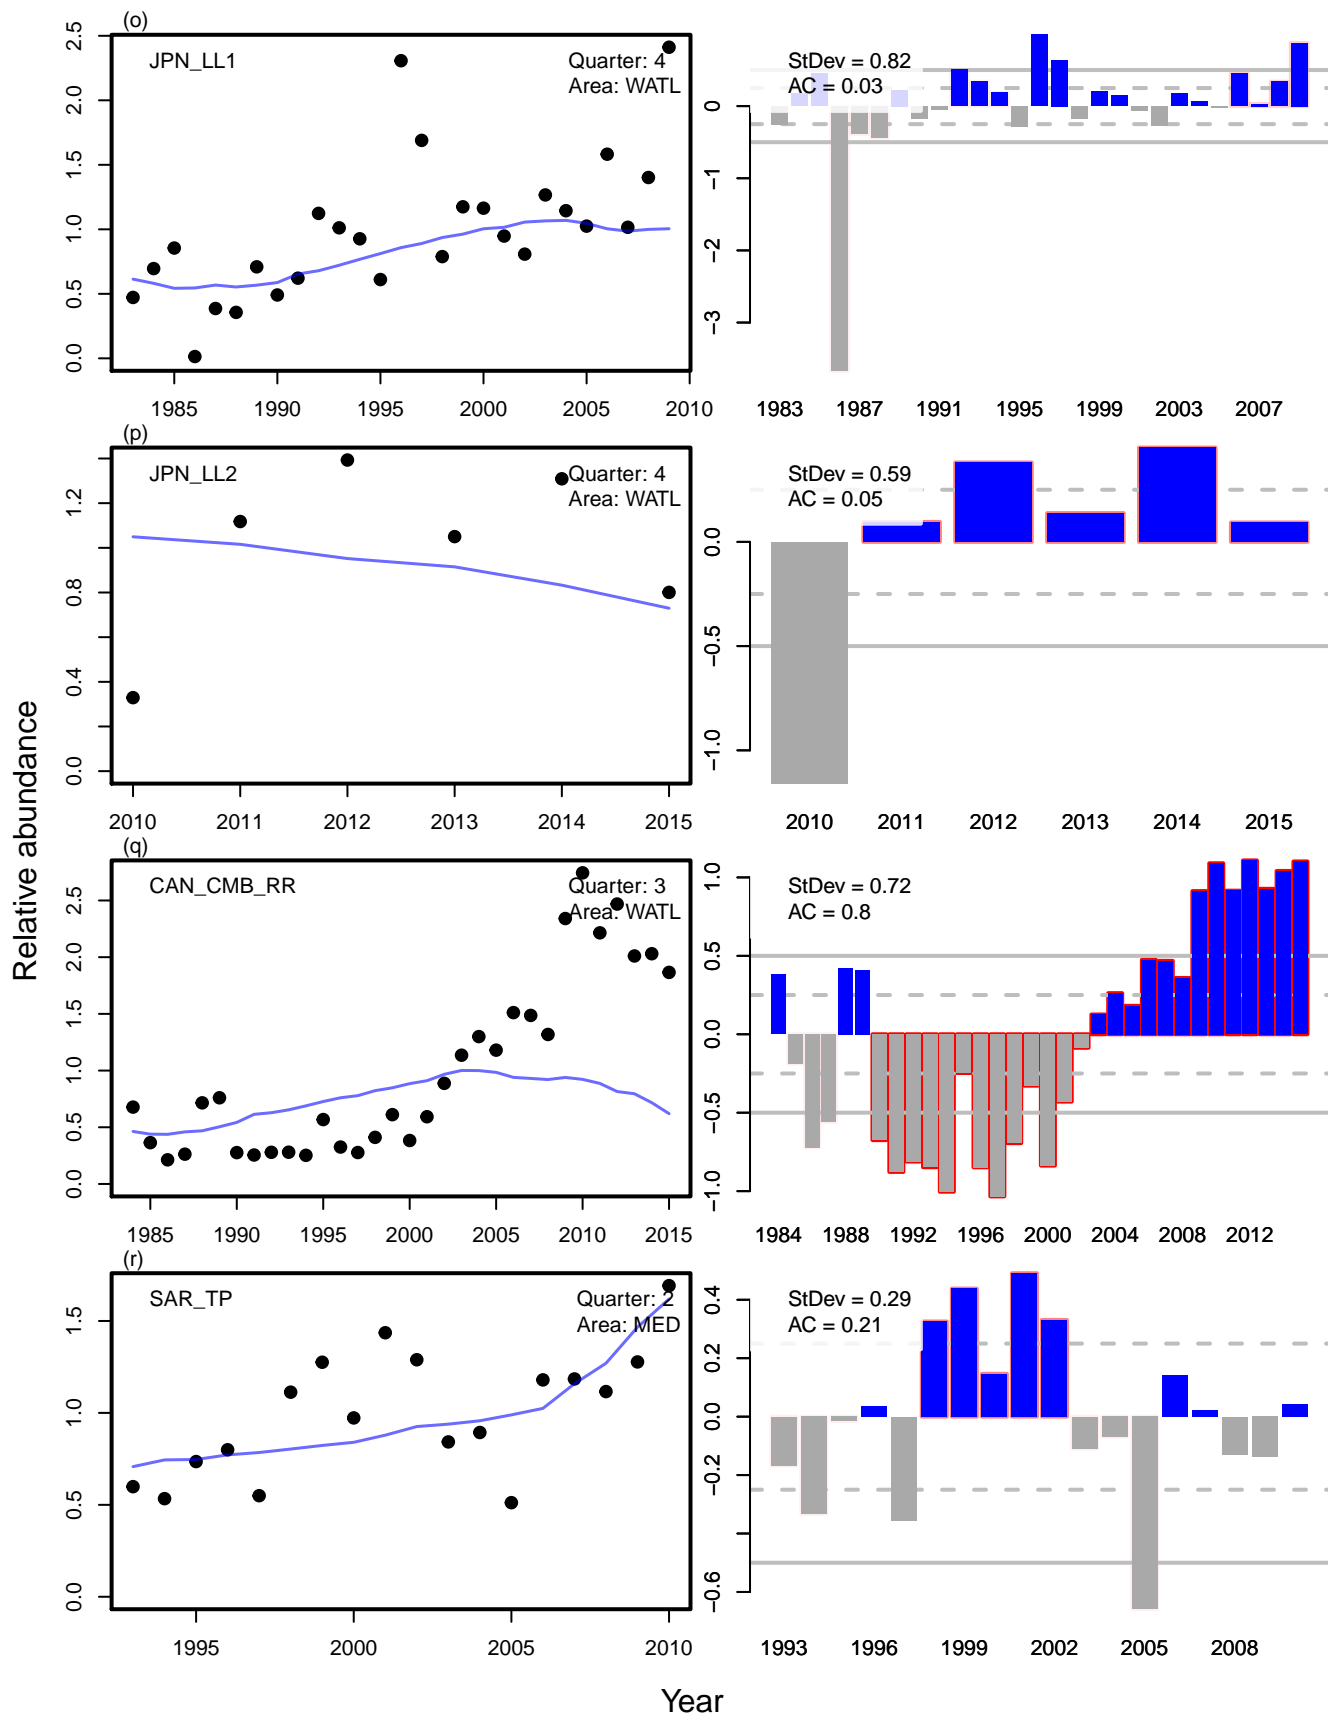 (o)
JPN_LL1
Quarter: 4
Area: WATL
0.0 0.5 1.0 1.5 2.0 2.5
1985 1990 1995 2000 2005 2010
StDev = 0.82
AC = 0.03
−3 −2 −1 0
1983 1987 1991 1995 1999 2003 2007
(p)
JPN_LL2
Quarter: 4
Area: WATL
0.0 0.4 0.8 1.2
2010 2011 2012 2013 2014 2015
StDev = 0.59
AC = 0.05
−1.0 −0.5 0.0
2010 2011 2012 2013 2014 2015
(q)
CAN_CMB_RR
Quarter: 3
Area: WATL
0.0 0.5 1.0 1.5 2.0 2.5
1985 1990 1995 2000 2005 2010 2015
StDev = 0.72
AC = 0.8
−1.0 −0.5 0.0 0.5 1.0
1984 1988 1992 1996 2000 2004 2008 2012
(r)
SAR_TP
Quarter: 2
Area: MED
0.0 0.5 1.0 1.5
1995 2000 2005 2010
StDev = 0.29
AC = 0.21
−0.6 −0.2 0.0 0.2 0.4
1993 1996 1999 2002 2005 2008
Relative abundance
Year